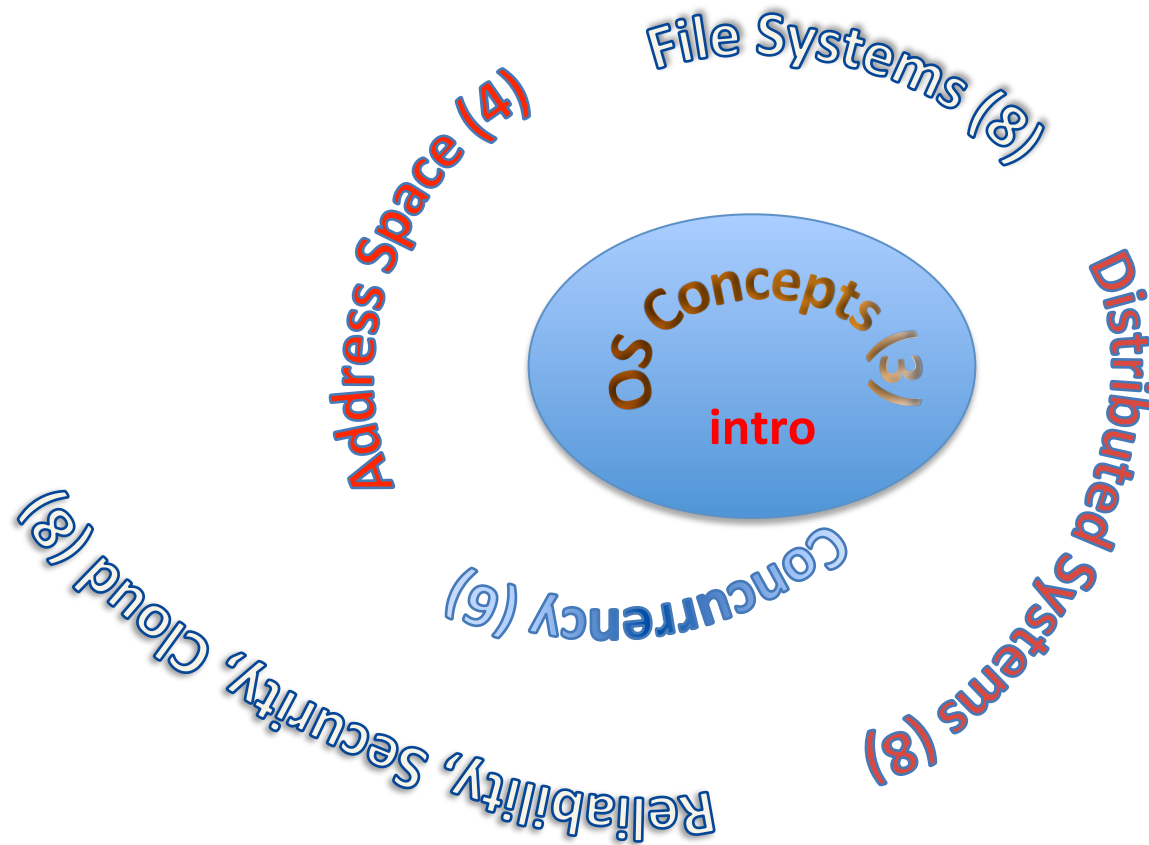 File Systems (8)
Address Space (4)
OS Concepts (3)
intro
Distributed Systems (8)
Concurrency (6)
Reliability, Security, Cloud (8)